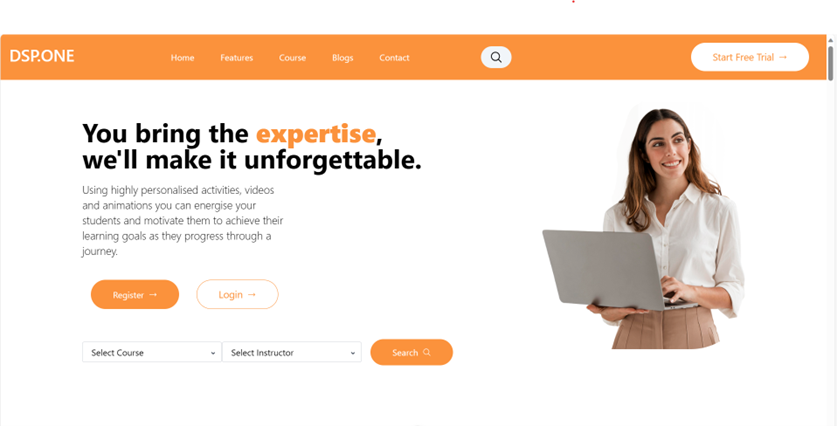 DSP.ONE
Home Features Course Blogs Contact
Start Free Trial →
You bring the expertise,
we'll make it unforgettable.
Using highly personalised activities, videos
and animations you can energise your
students and motivate them to achieve their
learning goals as they progress through a
journey.
Register → Login →
Select Course Select Instructor Search